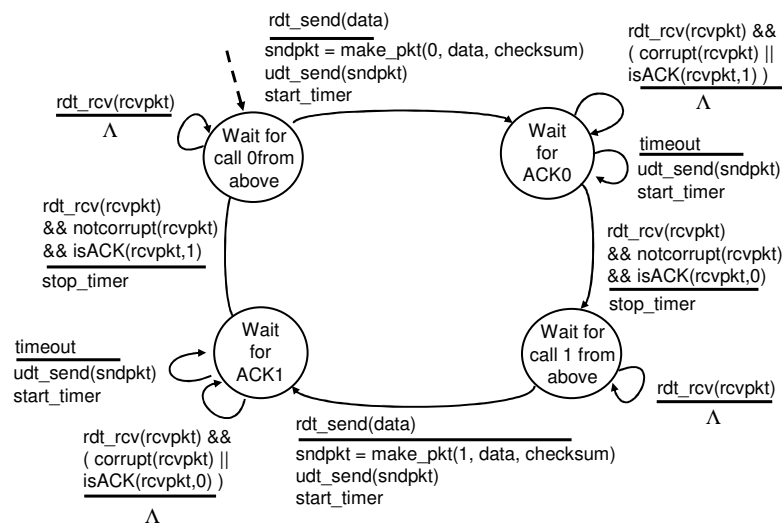 rdt_send(data)
sndpkt = make_pkt(0, data, checksum)
udt_send(sndpkt)
start_timer
rdt_rcv(rcvpkt) &&
( corrupt(rcvpkt) ||
isACK(rcvpkt,1) )
Λ
rdt_rcv(rcvpkt)
Λ
Wait for
call 0from
above
Wait
for
ACK0
timeout
udt_send(sndpkt)
start_timer
rdt_rcv(rcvpkt)
&& notcorrupt(rcvpkt)
&& isACK(rcvpkt,1)
stop_timer
rdt_rcv(rcvpkt)
&& notcorrupt(rcvpkt)
&& isACK(rcvpkt,0)
stop_timer
timeout
udt_send(sndpkt)
start_timer
Wait
for
ACK1
Wait for
call 1 from
above
rdt_rcv(rcvpkt)
Λ
rdt_rcv(rcvpkt) &&
( corrupt(rcvpkt) ||
isACK(rcvpkt,0) )
Λ
rdt_send(data)
sndpkt = make_pkt(1, data, checksum)
udt_send(sndpkt)
start_timer